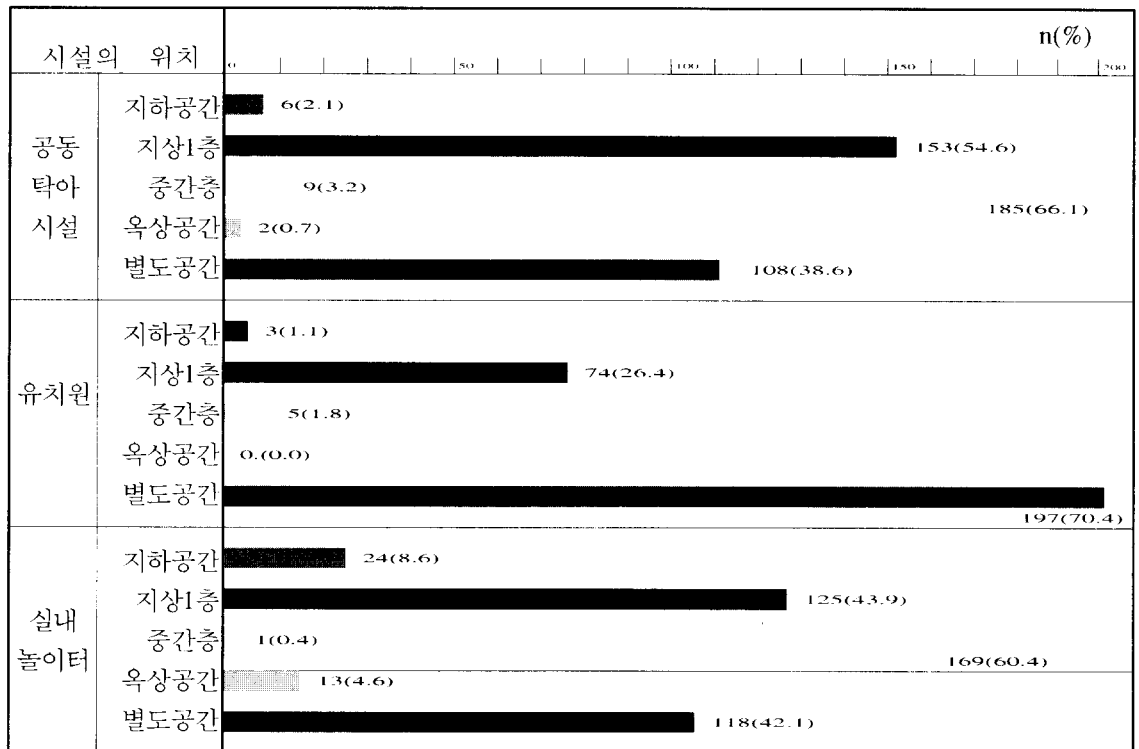 n(%)
시설의 위치
0 50 100 150 200
공동
탁아
시설
지하공간 6(2.1)
지상1층 153(54.6)
중간층 9(3.2)
185(66.1)
옥상공간 2(0.7)
별도공간 108(38.6)
유치원
지하공간 3(1.1)
지상1층 74(26.4)
중간층 5(1.8)
옥상공간 0.(0.0)
별도공간
197(70.4)
실내
놀이터
지하공간 24(8.6)
지상1층 125(43.9)
중간층 1(0.4)
169(60.4)
옥상공간 13(4.6)
별도공간 118(42.1)